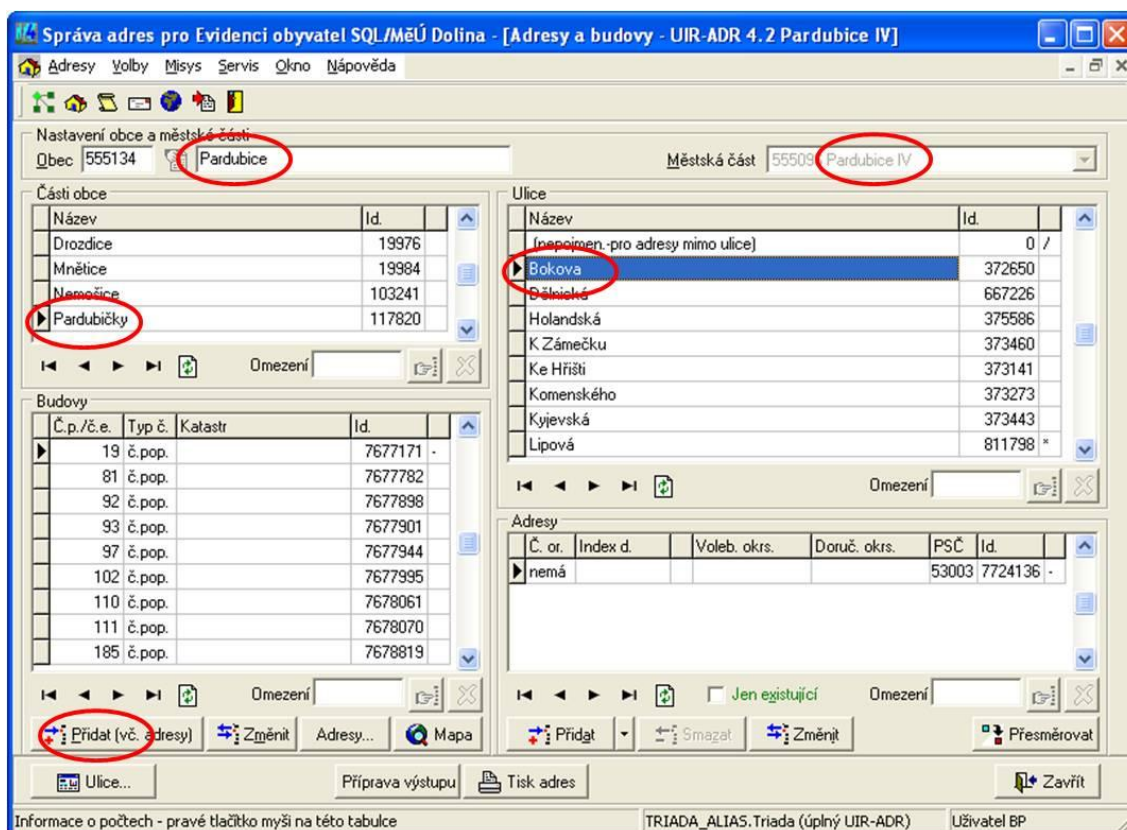 Správa adres pro Evidenci obyvatel SQL/MěÚ Dolina - [Adresy a budovy - UIR-ADR 4.2 Pardubice IV]
Adresy Volby Misys Servis Okno Nápověda
Nastavení obce a městské části
Obec 555134 Pardubice Městská část Pardubice IV
Části obce
Název Id.
Drozdice 19976
Mnětice 19984
Nemošice 103241
Pardubičky 117820
Omezení
Budovy
Č.p./č.e. Typ č. Katastr Id.
19 č.pop. 7677171 -
81 č.pop. 7677782
92 č.pop. 7677898
93 č.pop. 7677901
97 č.pop. 7677944
102 č.pop. 7677995
110 č.pop. 7678061
111 č.pop. 7678070
185 č.pop. 7678819
Omezení
Přidat (vč. adresy) Změnit Adresy... Mapa
Ulice
Název Id.
(nepojmen.-pro adresy mimo ulice) 0 /
Bokova 372650
Dělnická 667226
Holandská 375586
K Zámečku 373460
Ke Hřišti 373141
Komenského 373273
Kyjevská 373443
Lipová 811798 *
Omezení
Adresy
Č. or. Index d. Voleb. okrs. Doruč. okrs. PSČ Id.
nemá 53003 7724136 -
Jen existující Omezení
Přidat Smazat Změnit Přesměrovat
Ulice... Příprava výstupu Tisk adres Zavřít
Informace o počtech - pravé tlačítko myši na této tabulce TRIADA_ALIAS.Triada (úplný UIR-ADR) Uživatel BP